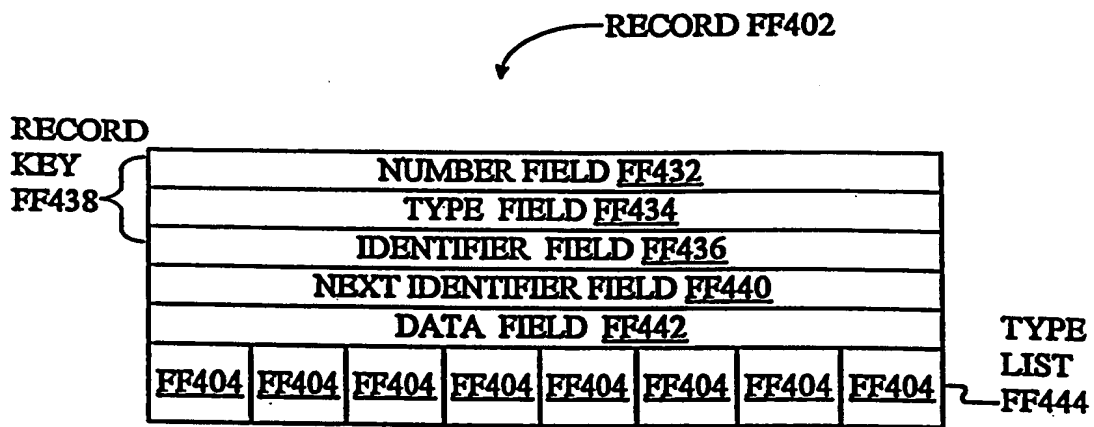 RECORD FF402
RECORD
KEY
FF438
NUMBER FIELD FF432
TYPE FIELD FF434
IDENTIFIER FIELD FF436
NEXT IDENTIFIER FIELD FF440
DATA FIELD FF442
FF404 FF404 FF404 FF404 FF404 FF404 FF404 FF404
TYPE
LIST
FF444